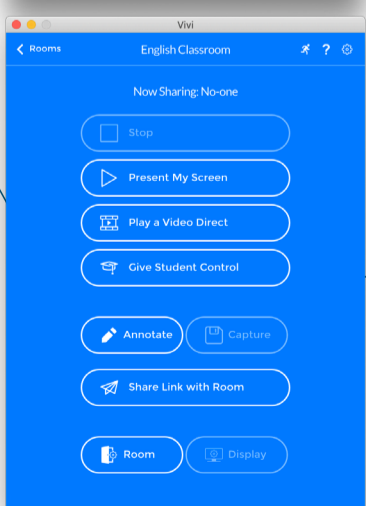 Vivi
Rooms
English Classroom
?
Now Sharing: No-one
Stop
Present My Screen
Play a Video Direct
Give Student Control
Annotate
Capture
Share Link with Room
Room
Display